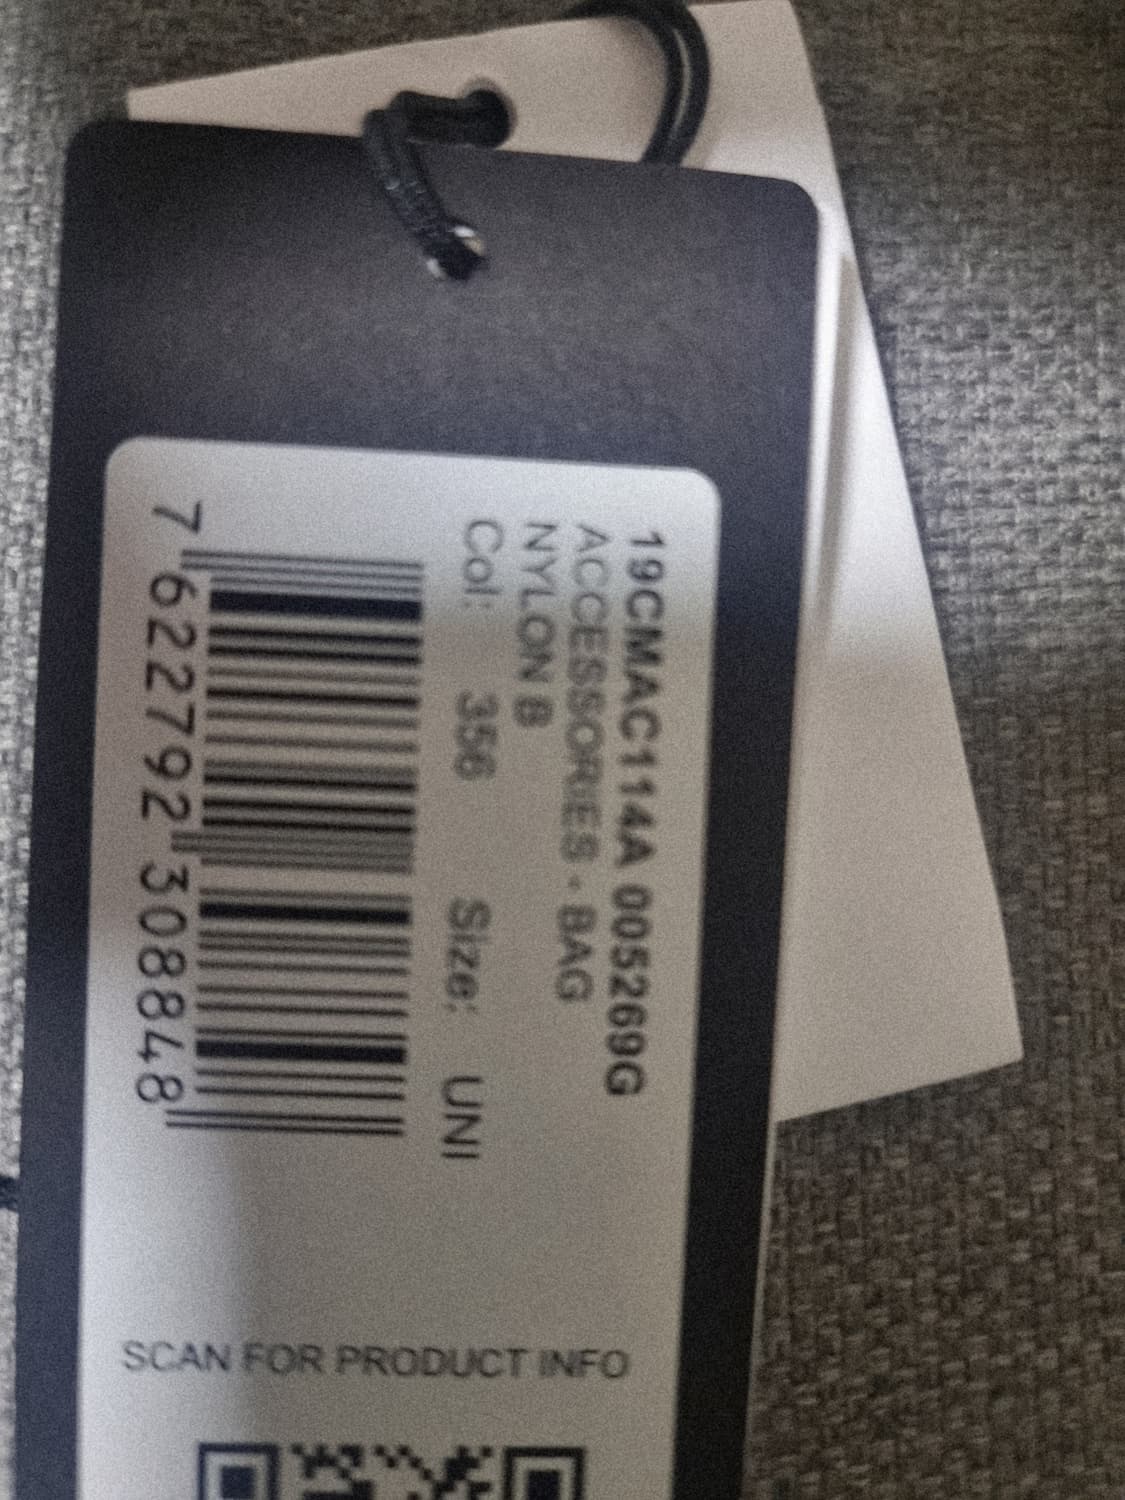 19CMAC114A 005269G
ACCESSORIES - BAG
NYLON B
Col: 356 Size: UNI
7 622792 308848
SCAN FOR PRODUCT INFO